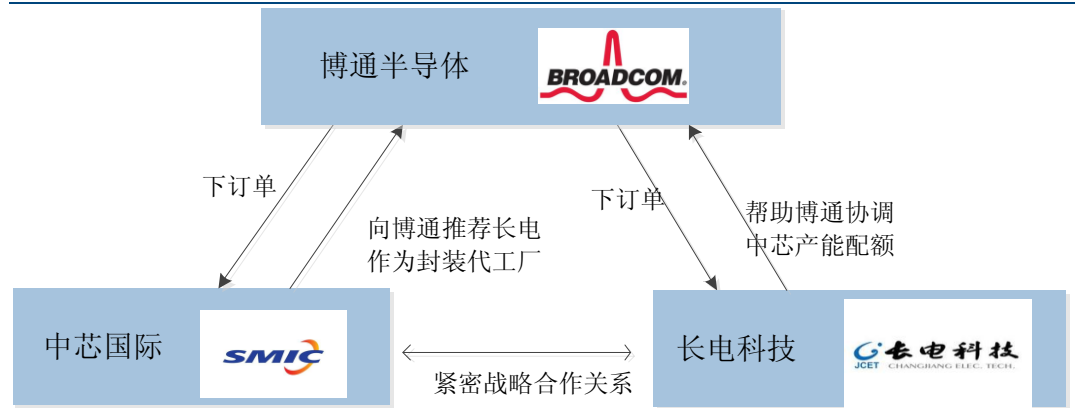 博通半导体
BROADCOM.
下订单
向博通推荐长电
作为封装代工厂
下订单
帮助博通协调
中芯产能配额
中芯国际
SMIC
紧密战略合作关系
长电科技
长电科技
JCET CHANGJIANG ELEC. TECH.